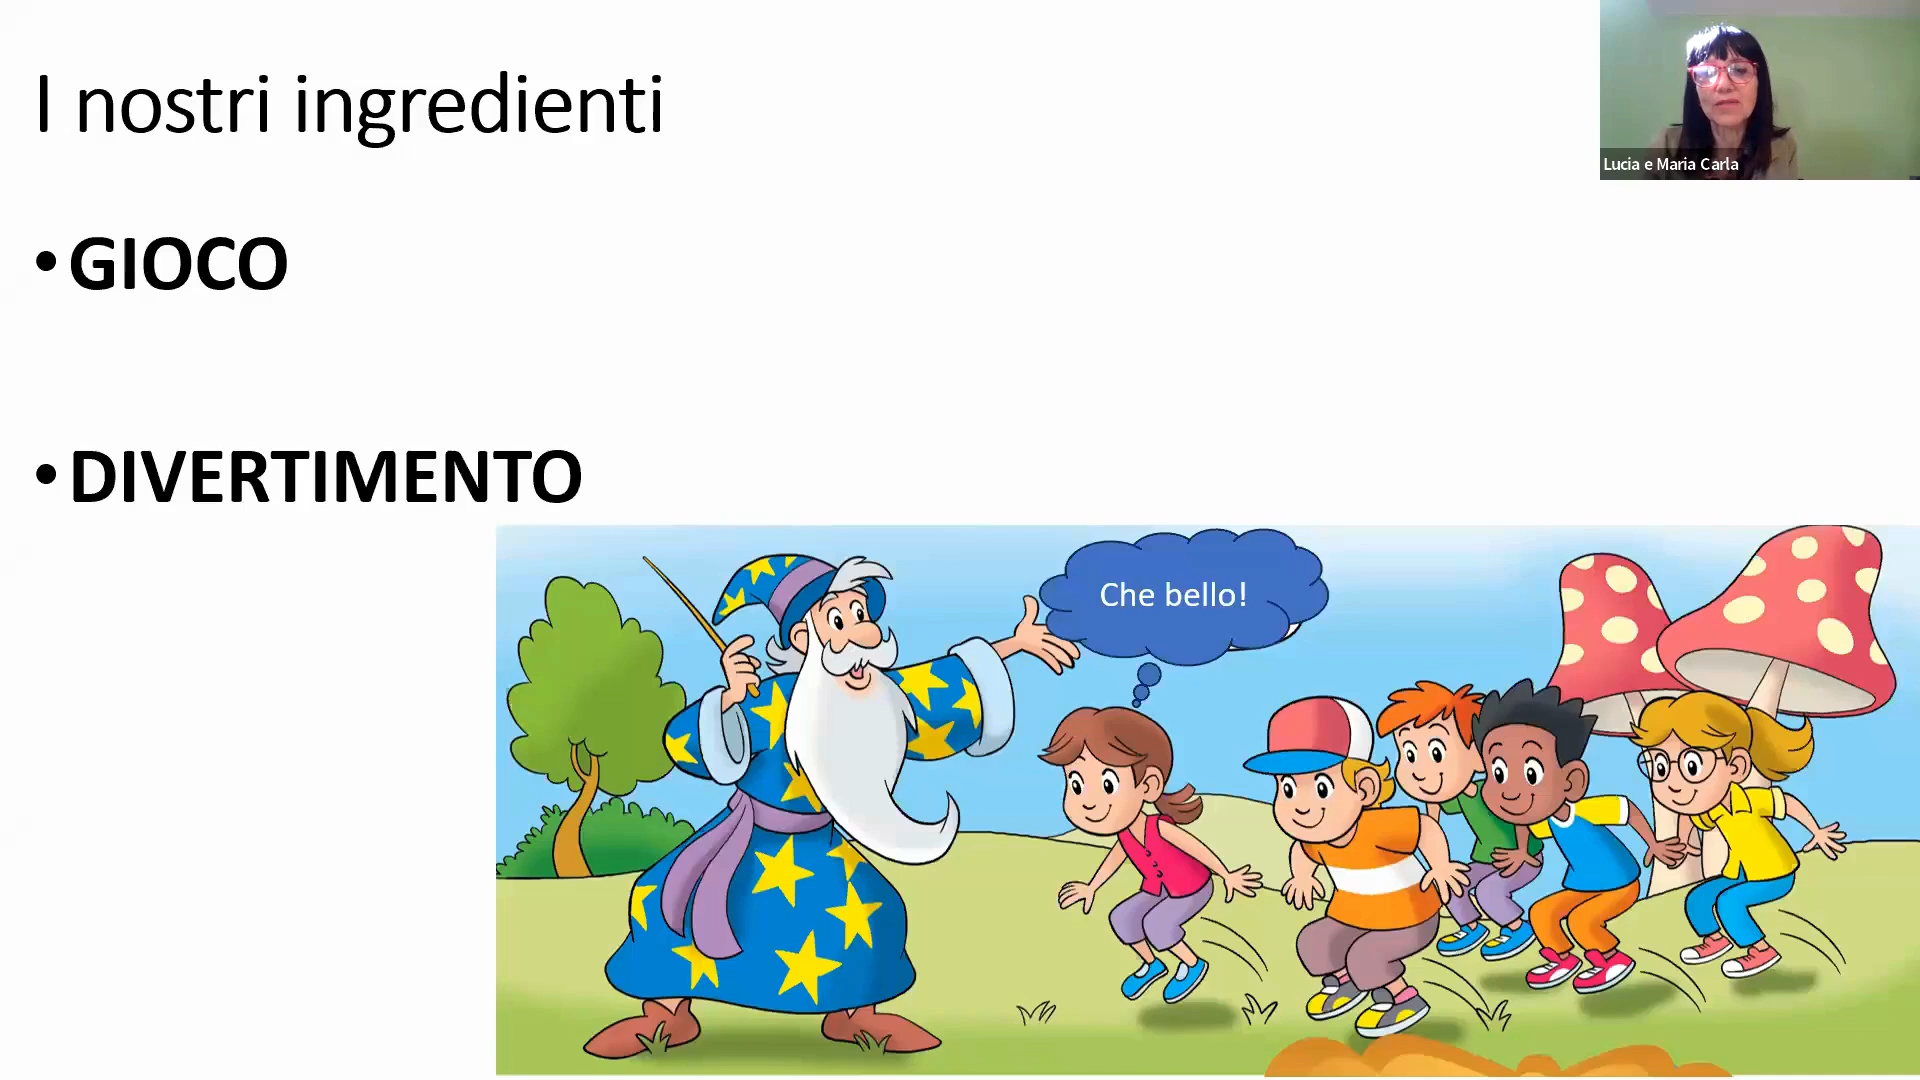 I nostri ingredienti
Lucia e Maria Carla
• GIOCO
• DIVERTIMENTO
Che bello!